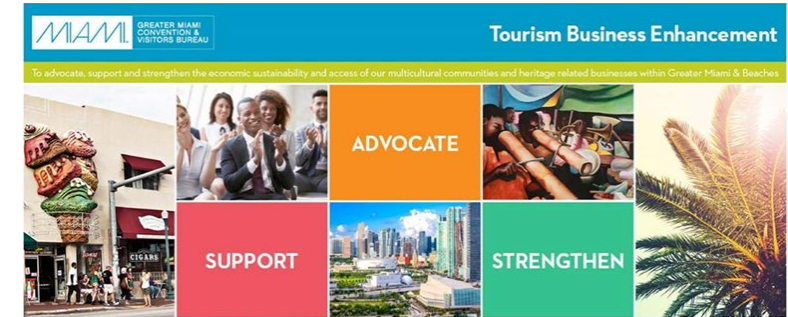 MIAMI
GREATER MIAMI
CONVENTION &
VISITORS BUREAU
Tourism Business Enhancement
To advocate, support and strengthen the economic sustainability and access of our multicultural communities and heritage related businesses within Greater Miami & Beaches
ADVOCATE
SUPPORT
STRENGTHEN
CIGARS